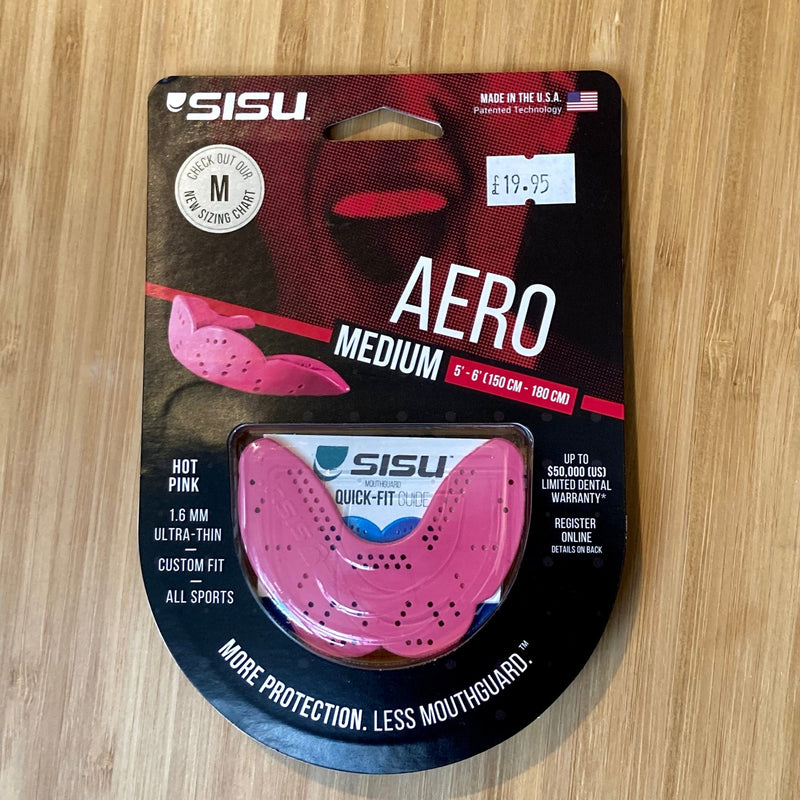 SISU
MADE IN THE U.S.A.
Patented Technology
CHECK OUT OUR
M
NEW SIZING CHART
£19.95
AERO
MEDIUM
5' - 6' (150 CM - 180 CM)
SISU
MOUTHGUARD
QUICK-FIT GUIDE
HOT
PINK
1.6 MM
ULTRA-THIN
CUSTOM FIT
ALL SPORTS
UP TO
$50,000 (US)
LIMITED DENTAL
WARRANTY*
REGISTER
ONLINE
DETAILS ON BACK
MORE PROTECTION. LESS MOUTHGUARD.™